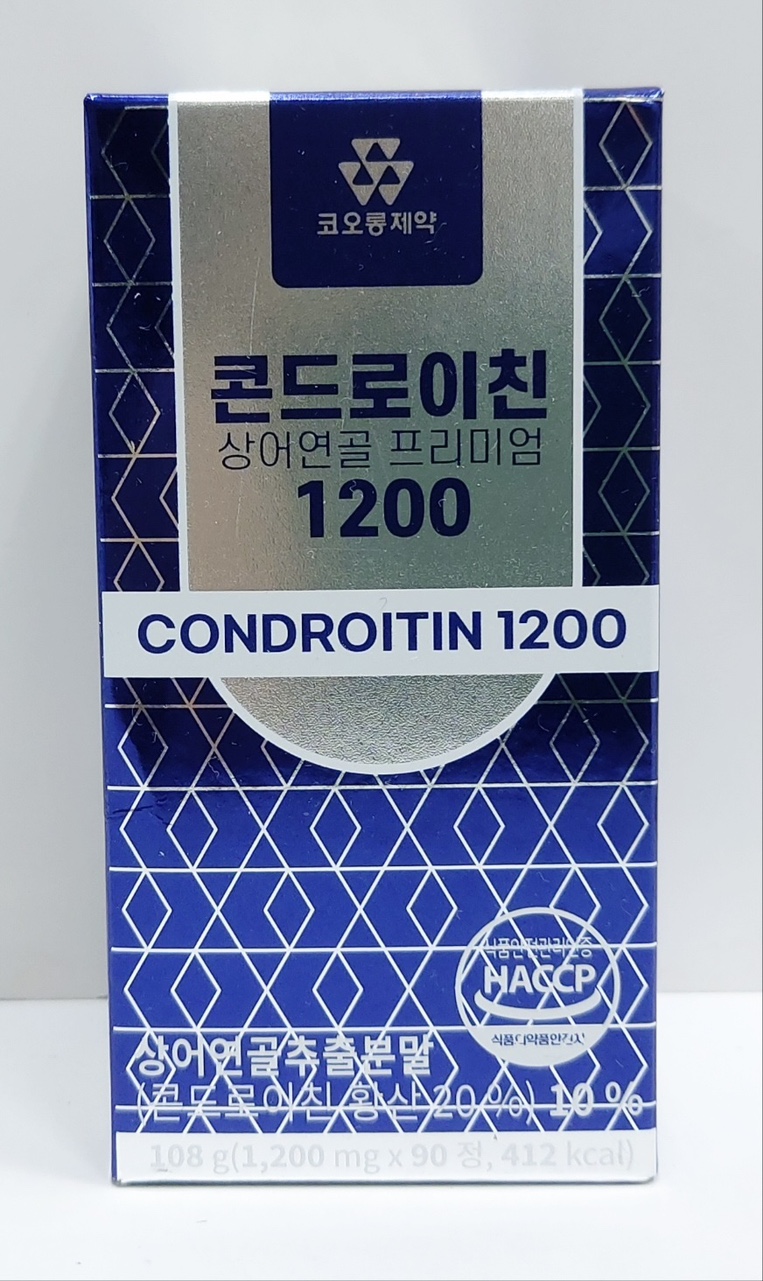 코오롱제약
콘드로이친
상어연골 프리미엄
1200
CONDROITIN 1200
식품안전관리인증
HACCP
식품의약품안전처
상어연골추출분말
(콘드로이친 황산 20%) 10 %
108 g(1,200 mg x 90 정, 412 kcal)